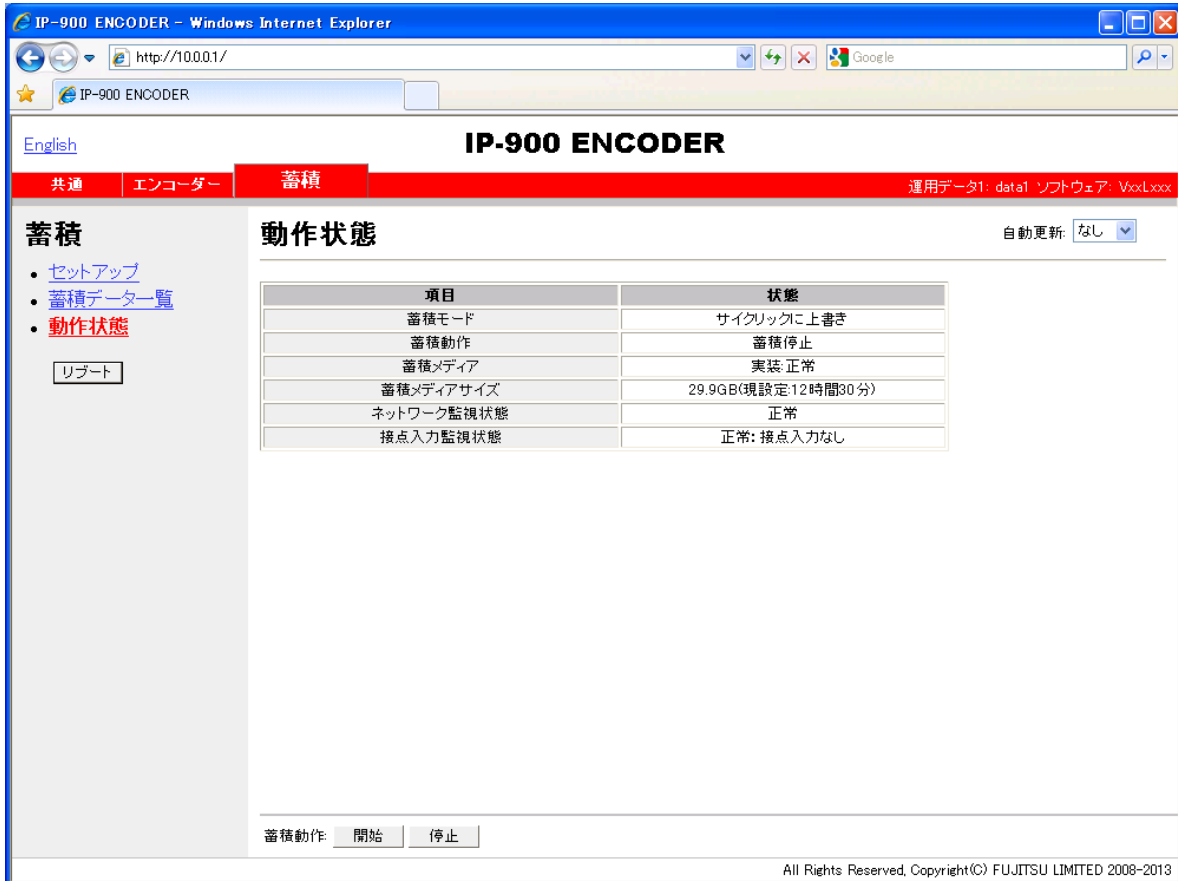 IP-900 ENCODER - Windows Internet Explorer
http://10.0.0.1/
Google
IP-900 ENCODER
English
IP-900 ENCODER
共通 エンコーダー 蓄積
運用データ1: data1 ソフトウェア: VxxLxxx
蓄積
セットアップ
蓄積データ一覧
動作状態
リブート
動作状態
自動更新: なし
項目 状態
蓄積モード サイクリックに上書き
蓄積動作 蓄積停止
蓄積メディア 実装:正常
蓄積メディアサイズ 29.9GB(現設定:12時間30分)
ネットワーク監視状態 正常
接点入力監視状態 正常: 接点入力なし
蓄積動作: 開始 停止
All Rights Reserved, Copyright(C) FUJITSU LIMITED 2008-2013